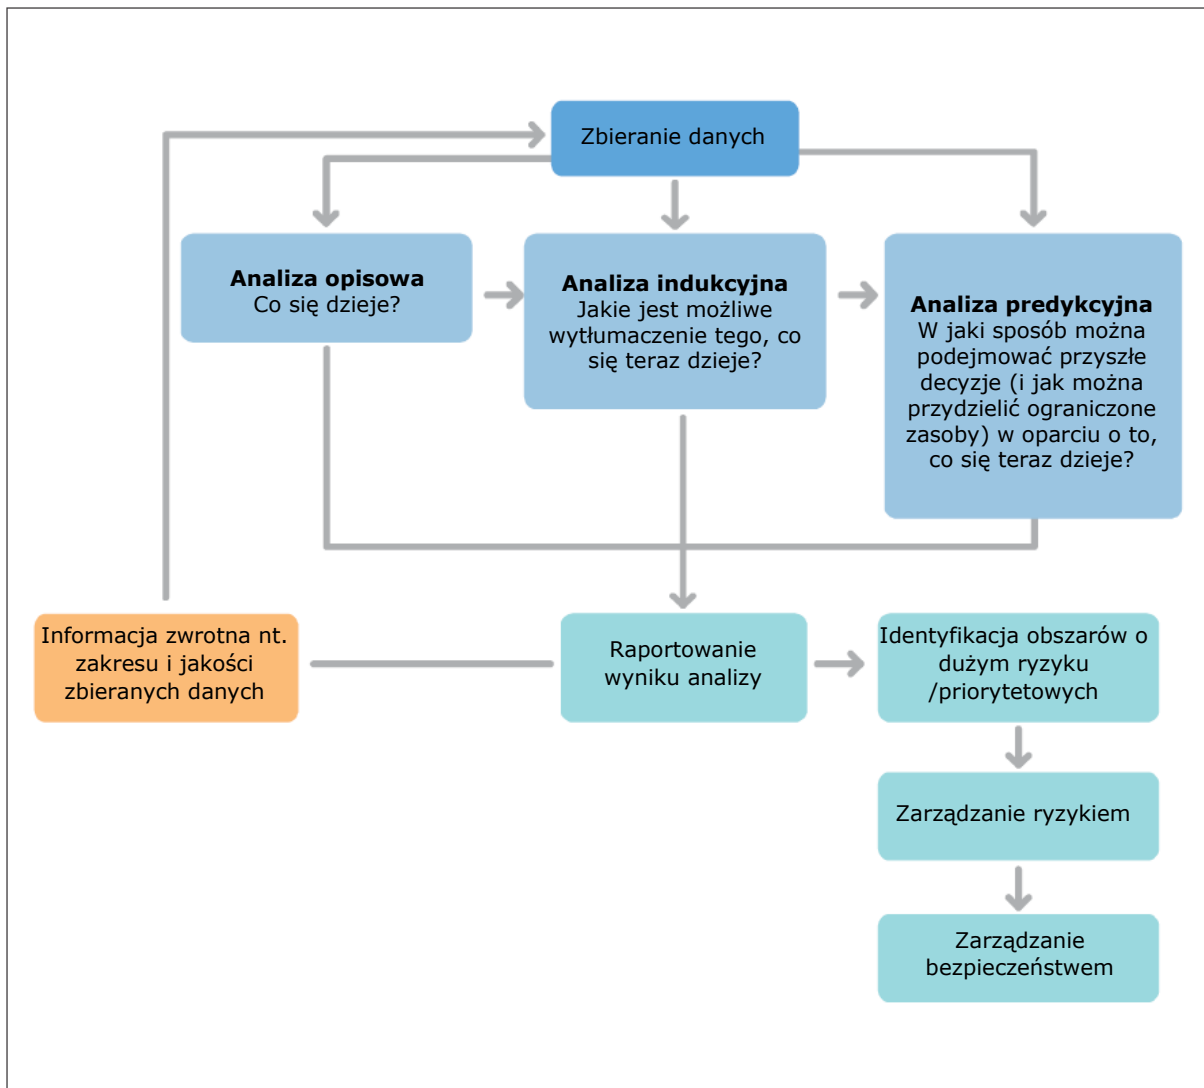 Zbieranie danych
Analiza opisowa
Co się dzieje?
Analiza indukcyjna
Jakie jest możliwe
wytłumaczenie tego, co
się teraz dzieje?
Analiza predykcyjna
W jaki sposób można
podejmować przyszłe
decyzje (i jak można
przydzielić ograniczone
zasoby) w oparciu o to,
co się teraz dzieje?
Informacja zwrotna nt.
zakresu i jakości
zbieranych danych
Raportowanie
wyniku analizy
Identyfikacja obszarów o
dużym ryzyku
/priorytetowych
Zarządzanie ryzykiem
Zarządzanie
bezpieczeństwem